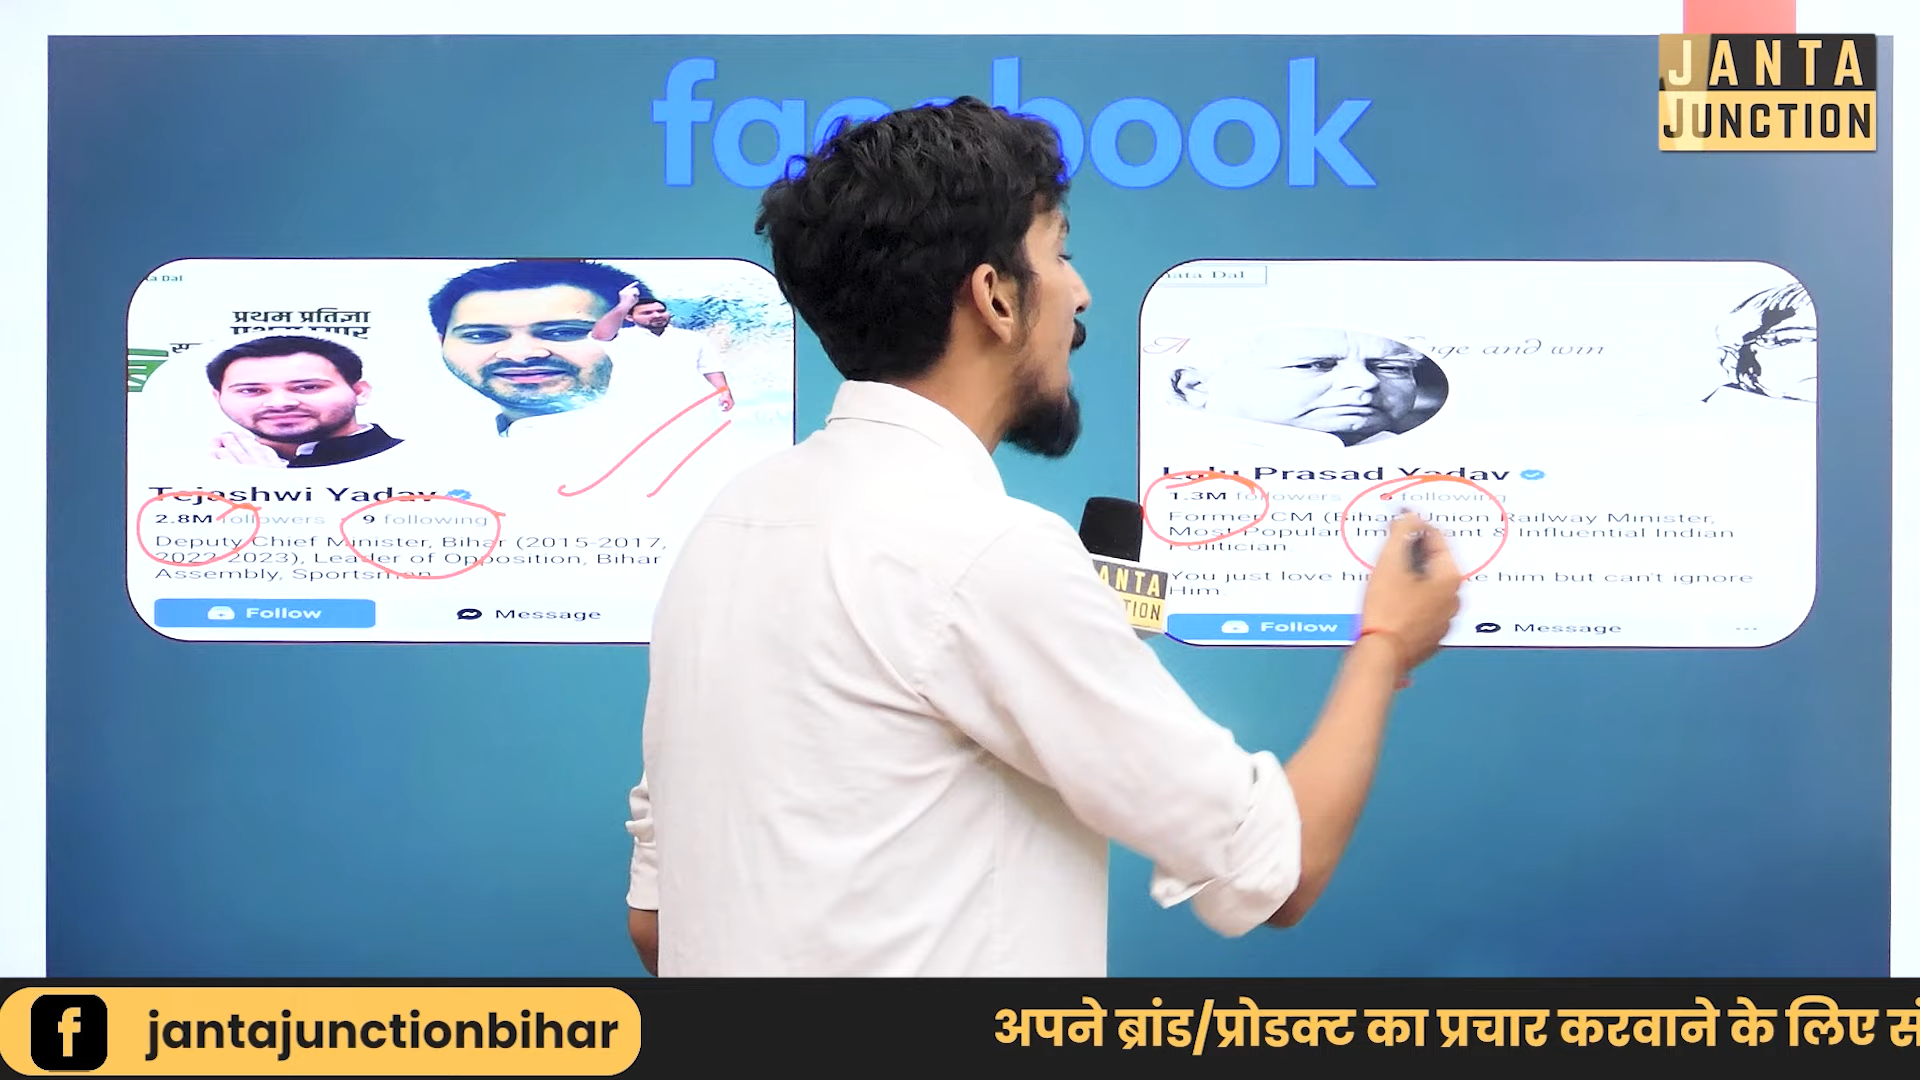 facebook
JANTA
JUNCTION
प्रथम प्रतिज्ञा
Tejashwi Yadav
2.8M followers 9 following
Deputy Chief Minister, Bihar (2015-2017,
2022-2023), Leader of Opposition, Bihar
Assembly, Sportsman
Follow
Message
and win
Lalu Prasad Yadav
1.3M followers 6 following
Former CM (Bihar) Union Railway Minister,
Most Popular Important & Influential Indian
Politician.
You just love him him but can't ignore
Him.
Follow
Message
jantajunctionbihar
अपने ब्रांड/प्रोडक्ट का प्रचार करवाने के लिए